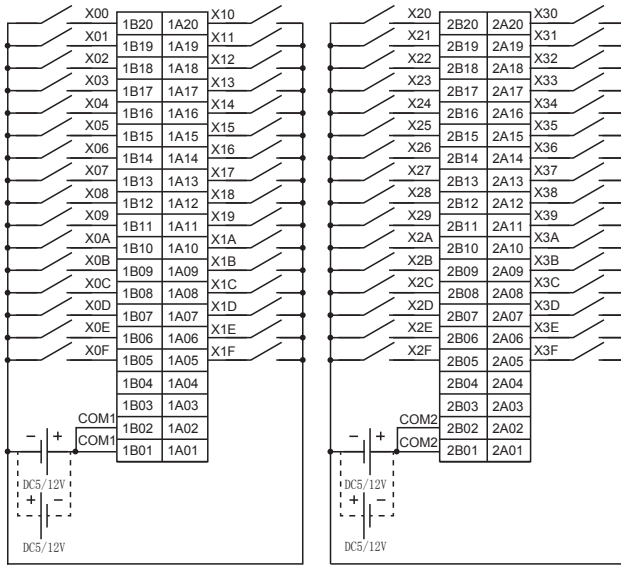 X00 1B20 1A20 X10 X20 2B20 2A20 X30
X01 1B19 1A19 X11 X21 2B19 2A19 X31
X02 1B18 1A18 X12 X22 2B18 2A18 X32
X03 1B17 1A17 X13 X23 2B17 2A17 X33
X04 1B16 1A16 X14 X24 2B16 2A16 X34
X05 1B15 1A15 X15 X25 2B15 2A15 X35
X06 1B14 1A14 X16 X26 2B14 2A14 X36
X07 1B13 1A13 X17 X27 2B13 2A13 X37
X08 1B12 1A12 X18 X28 2B12 2A12 X38
X09 1B11 1A11 X19 X29 2B11 2A11 X39
X0A 1B10 1A10 X1A X2A 2B10 2A10 X3A
X0B 1B09 1A09 X1B X2B 2B09 2A09 X3B
X0C 1B08 1A08 X1C X2C 2B08 2A08 X3C
X0D 1B07 1A07 X1D X2D 2B07 2A07 X3D
X0E 1B06 1A06 X1E X2E 2B06 2A06 X3E
X0F 1B05 1A05 X1F X2F 2B05 2A05 X3F
1B04 1A04 2B04 2A04
1B03 1A03 2B03 2A03
COM1 1B02 1A02 COM2 2B02 2A02
− + COM1 1B01 1A01 − + COM2 2B01 2A01
DC5/12V DC5/12V
+ − + −
DC5/12V DC5/12V